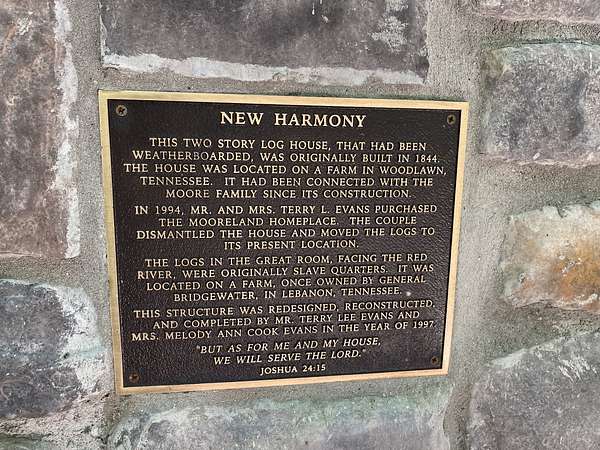 NEW HARMONY
THIS TWO STORY LOG HOUSE, THAT HAD BEEN
WEATHERBOARDED, WAS ORIGINALLY BUILT IN 1844.
THE HOUSE WAS LOCATED ON A FARM IN WOODLAWN,
TENNESSEE. IT HAD BEEN CONNECTED WITH THE
MOORE FAMILY SINCE ITS CONSTRUCTION.
IN 1994, MR. AND MRS. TERRY L. EVANS PURCHASED
THE MOORELAND HOMEPLACE. THE COUPLE
DISMANTLED THE HOUSE AND MOVED THE LOGS TO
ITS PRESENT LOCATION.
THE LOGS IN THE GREAT ROOM, FACING THE RED
RIVER, WERE ORIGINALLY SLAVE QUARTERS. IT WAS
LOCATED ON A FARM, ONCE OWNED BY GENERAL
BRIDGEWATER, IN LEBANON, TENNESSEE.
THIS STRUCTURE WAS REDESIGNED, RECONSTRUCTED,
AND COMPLETED BY MR. TERRY LEE EVANS AND
MRS. MELODY ANN COOK EVANS IN THE YEAR OF 1997.
"BUT AS FOR ME AND MY HOUSE,
WE WILL SERVE THE LORD."
JOSHUA 24:15